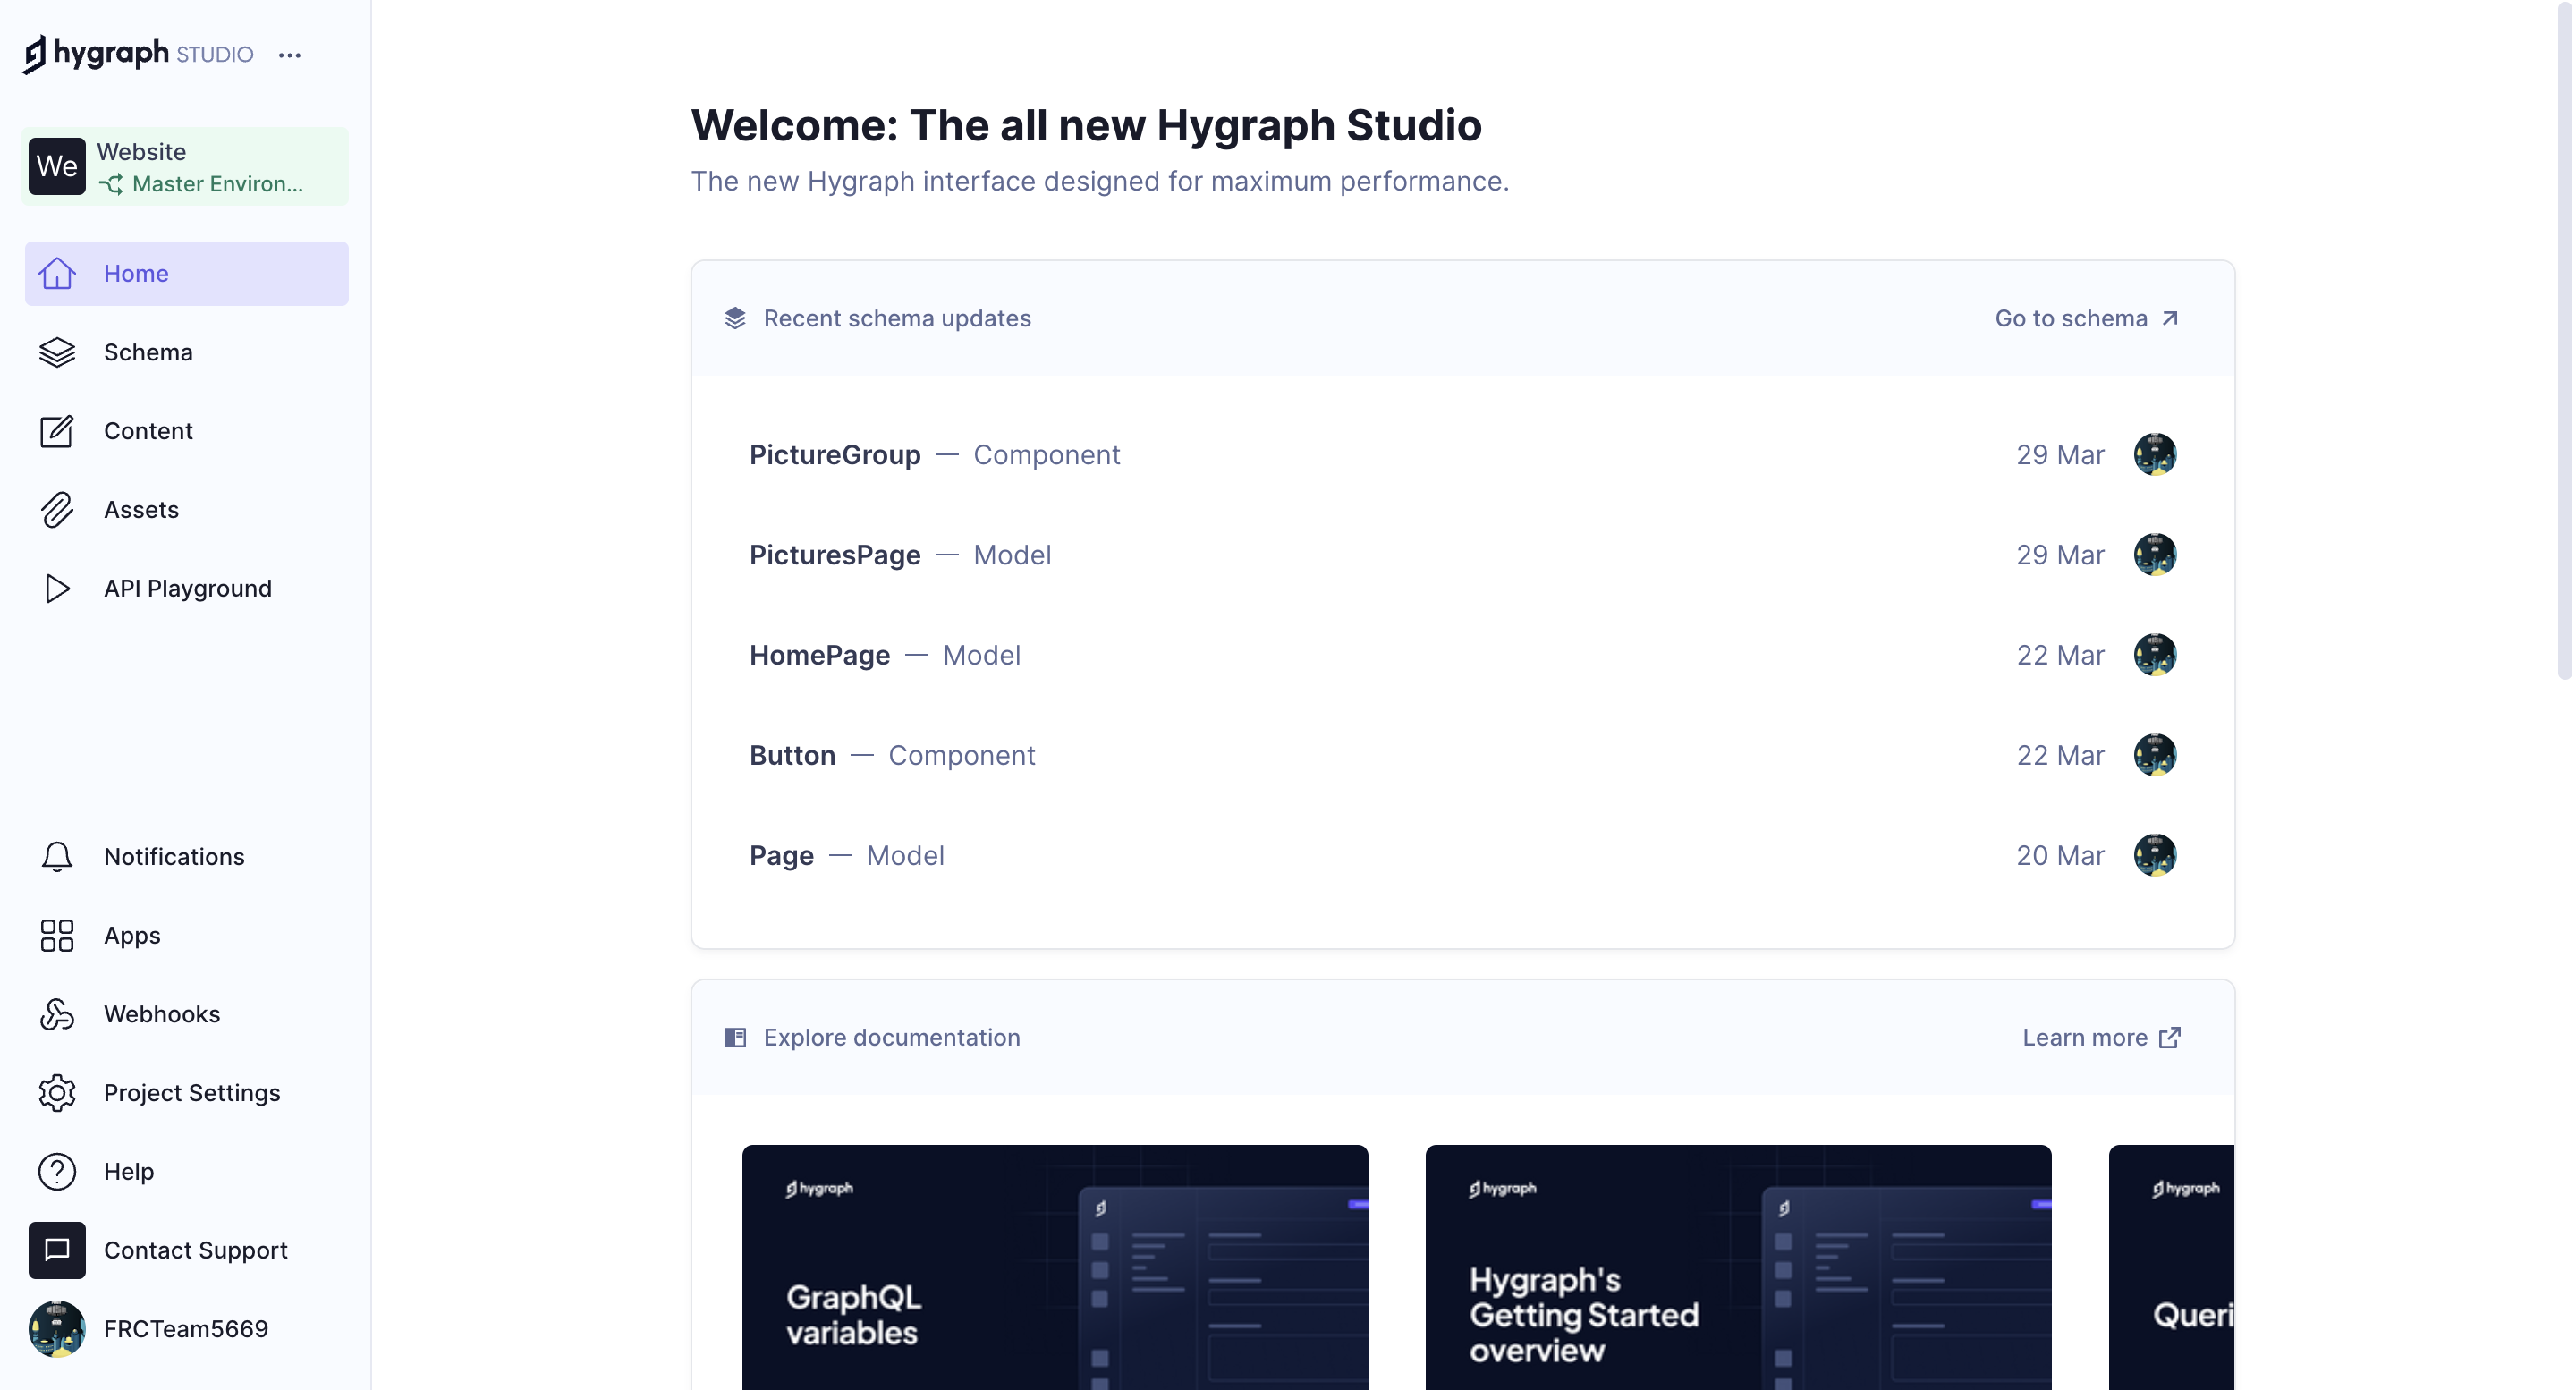 hygraph STUDIO ...
We
Website
Master Environ...
Home
Schema
Content
Assets
API Playground
Notifications
Apps
Webhooks
Project Settings
Help
Contact Support
FRCTeam5669
Welcome: The all new Hygraph Studio
The new Hygraph interface designed for maximum performance.
Recent schema updates
Go to schema
PictureGroup — Component
29 Mar
PicturesPage — Model
29 Mar
HomePage — Model
22 Mar
Button — Component
22 Mar
Page — Model
20 Mar
Explore documentation
Learn more
hygraph
GraphQL
variables
hygraph
Hygraph's
Getting Started
overview
hygraph
Queri